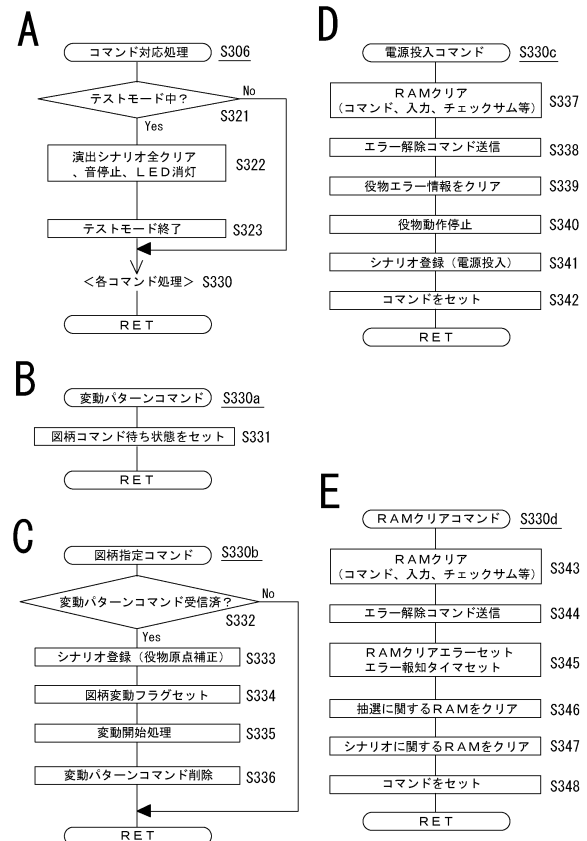 A
コマンド対応処理 S306
テストモード中?
No
S321
Yes
演出シナリオ全クリア
、音停止、LED消灯
S322
テストモード終了 S323
<各コマンド処理> S330
RET
B
変動パターンコマンド S330a
図柄コマンド待ち状態をセット S331
RET
C
図柄指定コマンド S330b
変動パターンコマンド受信済?
No
S332
Yes
シナリオ登録(役物原点補正) S333
図柄変動フラグセット S334
変動開始処理 S335
変動パターンコマンド削除 S336
RET
D
電源投入コマンド S330c
RAMクリア
(コマンド、入力、チェックサム等)
S337
エラー解除コマンド送信 S338
役物エラー情報をクリア S339
役物動作停止 S340
シナリオ登録(電源投入) S341
コマンドをセット S342
RET
E
RAMクリアコマンド S330d
RAMクリア
(コマンド、入力、チェックサム等)
S343
エラー解除コマンド送信 S344
RAMクリアエラーセット
エラー報知タイマセット
S345
抽選に関するRAMをクリア S346
シナリオに関するRAMをクリア S347
コマンドをセット S348
RET